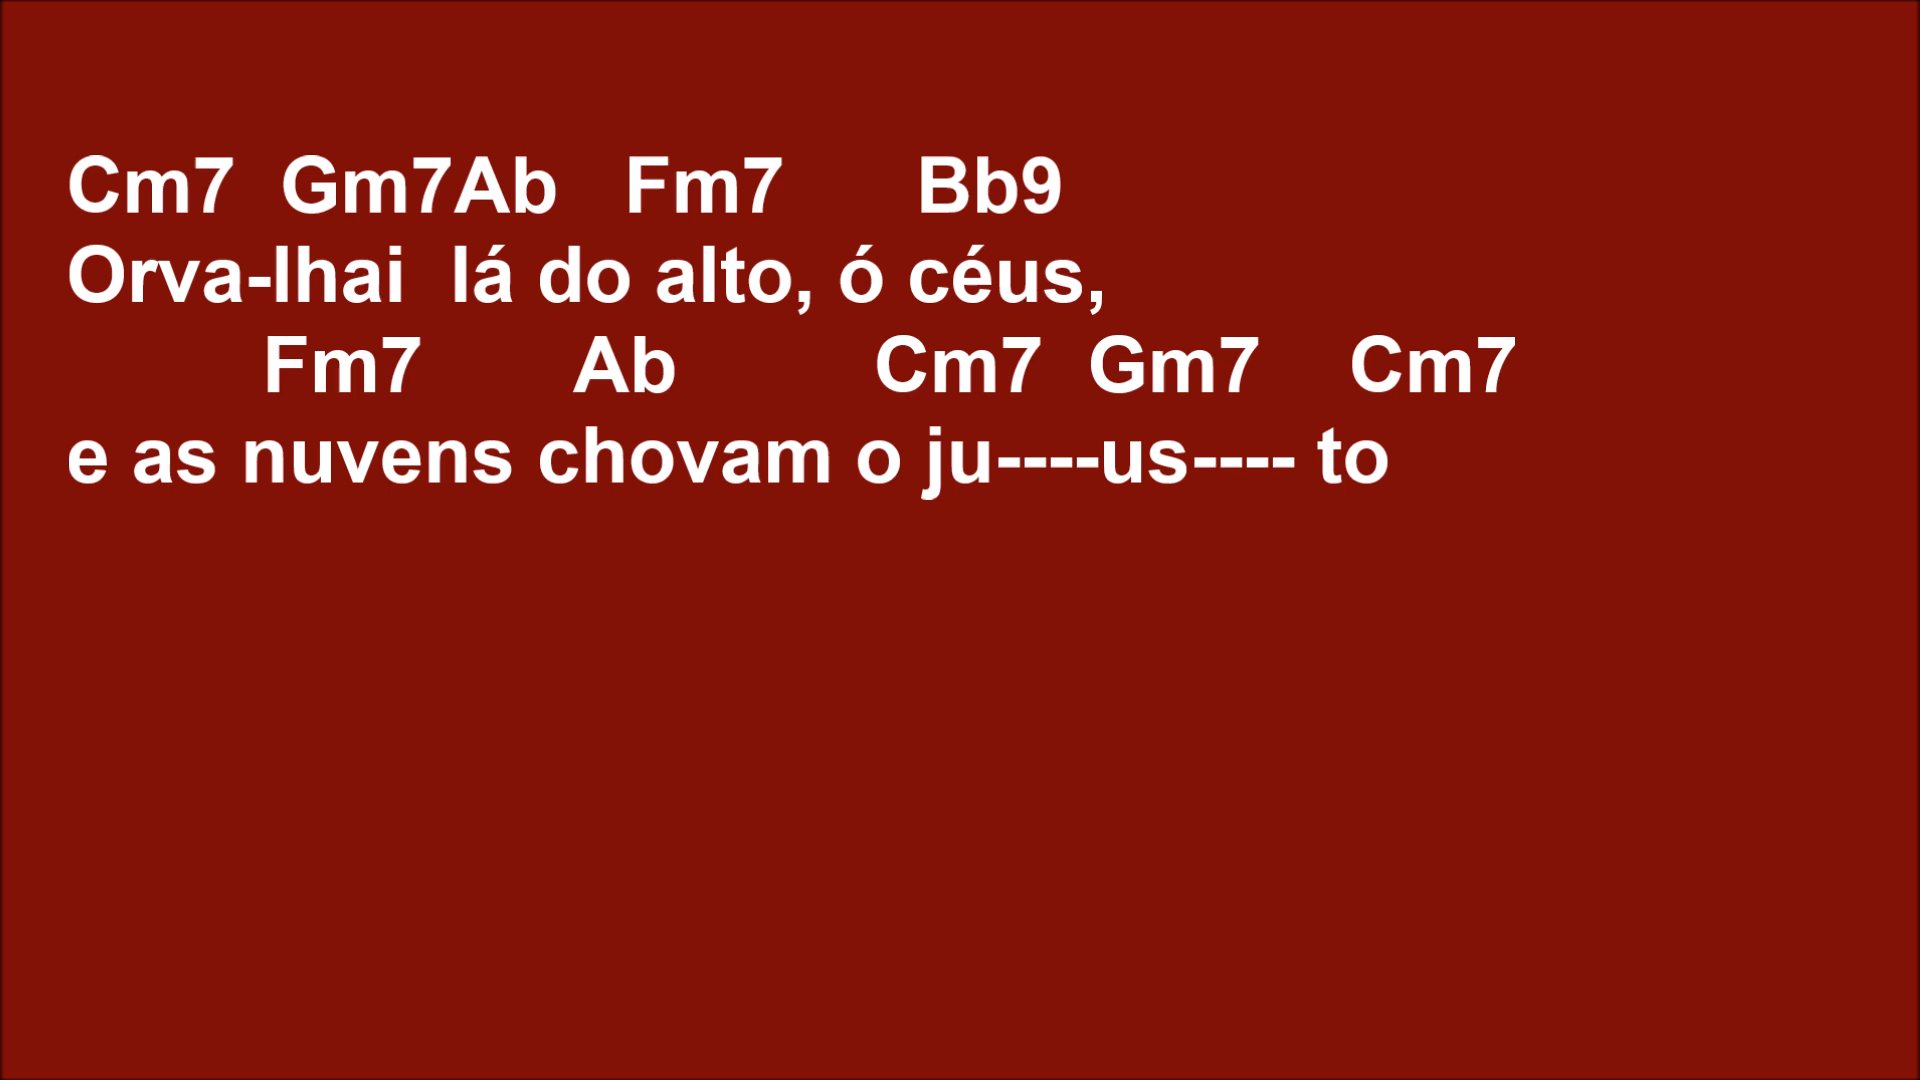 Cm7  Gm7Ab   Fm7      Bb9
Orva-lhai  lá do alto, ó céus,
Fm7       Ab         Cm7  Gm7    Cm7
e as nuvens chovam o ju----us---- to